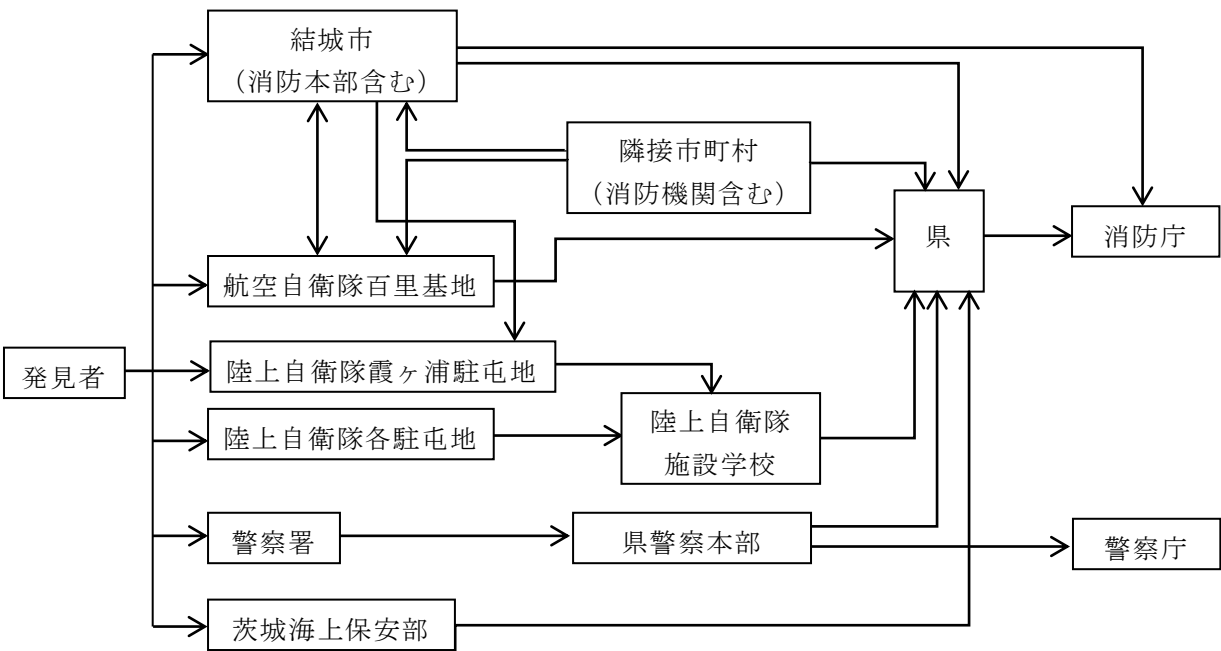 結城市
（消防本部含む）
隣接市町村
（消防機関含む）
県
消防庁
航空自衛隊百里基地
発見者
陸上自衛隊霞ヶ浦駐屯地
陸上自衛隊各駐屯地
陸上自衛隊
施設学校
警察署
県警察本部
警察庁
茨城海上保安部